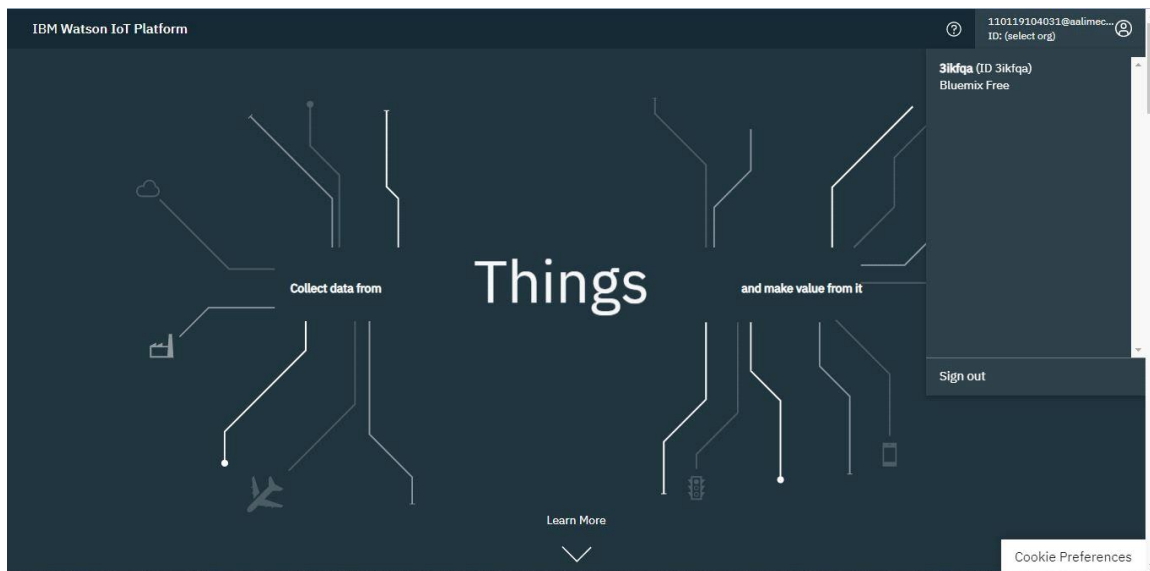 IBM Watson IoT Platform
110119104031@aalimec...
ID: (select org)
3ikfqa (ID 3ikfqa)
Bluemix Free
Collect data from
Things
and make value from it
Sign out
Learn More
Cookie Preferences